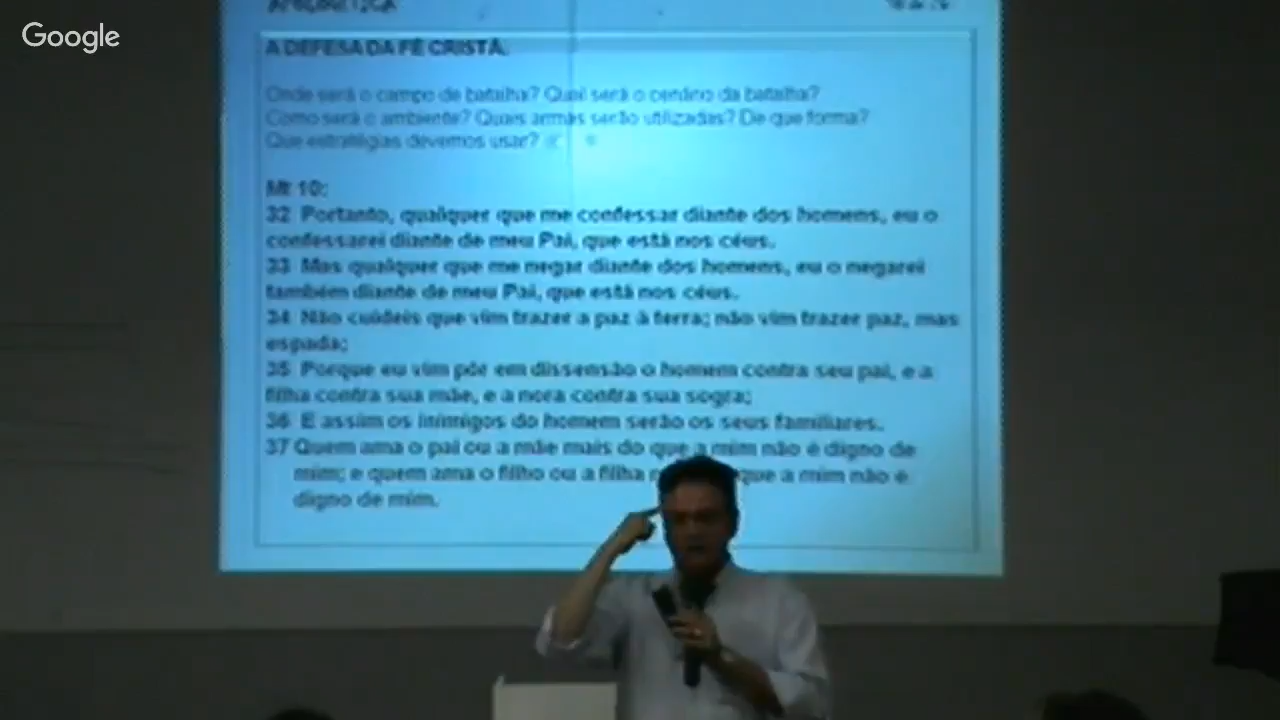 Google
APOLOGÉTICA
A DEFESA DA FÉ CRISTÃ.
Onde será o campo de batalha? Qual será o cenário da batalha?
Como será o ambiente? Quais armas serão utilizadas? De que forma?
Que estratégias devemos usar?
Mt 10:
32 Portanto, qualquer que me confessar diante dos homens, eu o
confessarei diante de meu Pai, que está nos céus.
33 Mas qualquer que me negar diante dos homens, eu o negarei
também diante de meu Pai, que está nos céus.
34 Não cuideis que vim trazer a paz à terra; não vim trazer paz, mas
espada;
35 Porque eu vim pôr em dissensão o homem contra seu pai, e a
filha contra sua mãe, e a nora contra sua sogra;
36 E assim os inimigos do homem serão os seus familiares.
37 Quem ama o pai ou a mãe mais do que a mim não é digno de
mim; e quem ama o filho ou a filha que a mim não é
digno de mim.